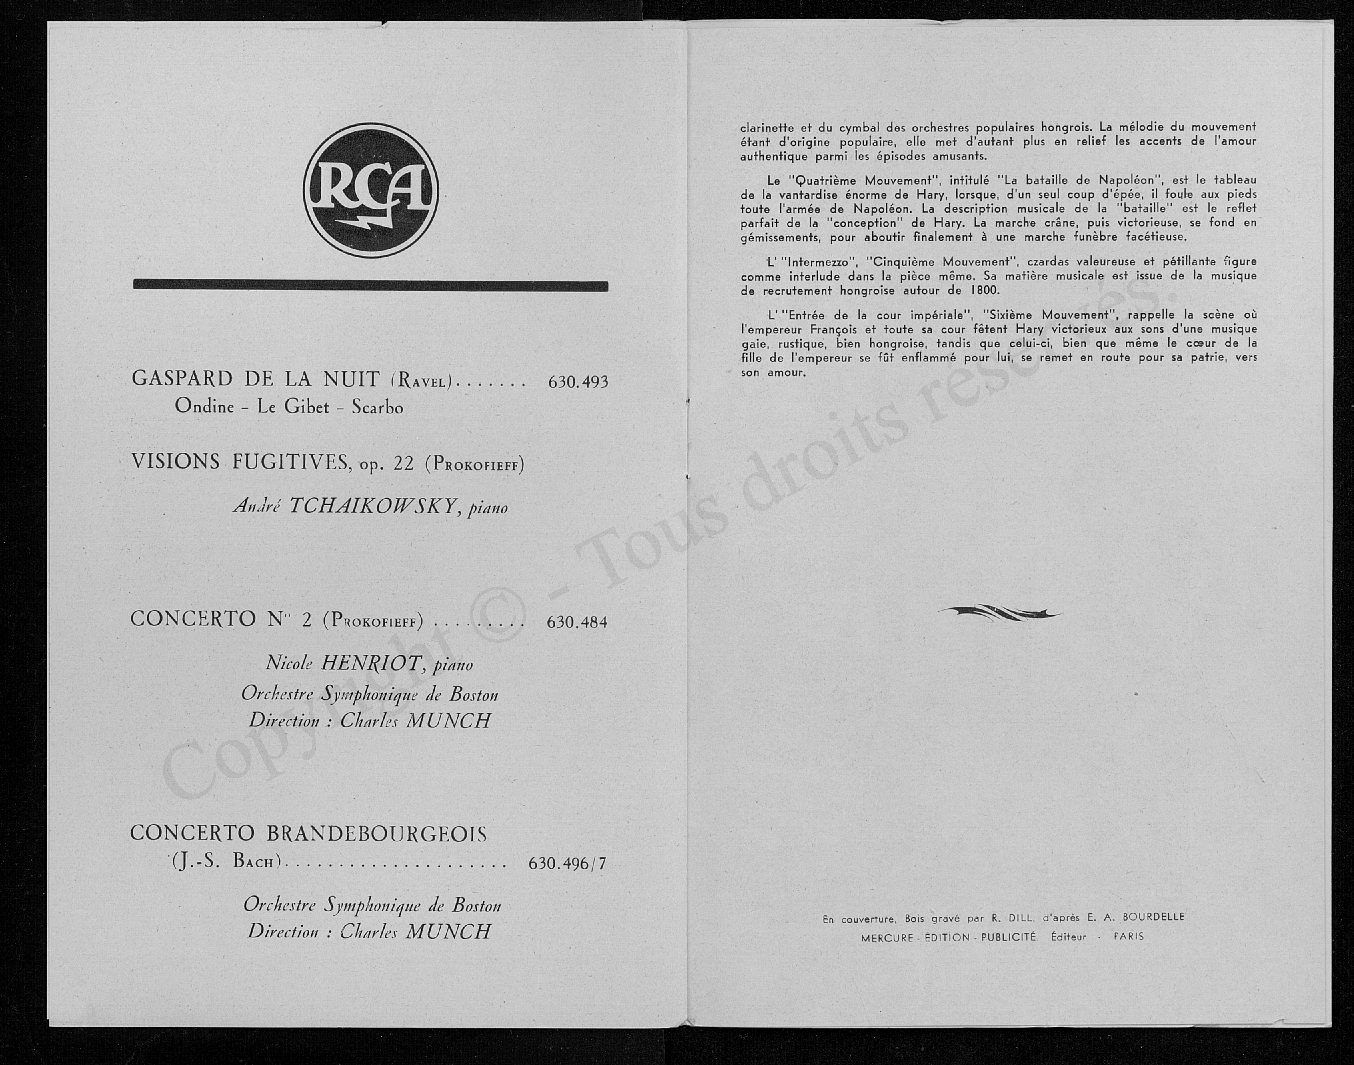 RCA
GASPARD DE LA NUIT (RAVEL)....... 630.493
Ondine - Le Gibet - Scarbo
VISIONS FUGITIVES, op. 22 (PROKOFIEFF)
André TCHAIKOWSKY, piano
CONCERTO N° 2 (PROKOFIEFF) ......... 630.484
Nicole HENRIOT, piano
Orchestre Symphonique de Boston
Direction : Charles MUNCH
CONCERTO BRANDEBOURGEOIS
(J.-S. BACH)..................... 630.496/7
Orchestre Symphonique de Boston
Direction : Charles MUNCH
clarinette et du cymbal des orchestres populaires hongrois. La mélodie du mouvement
étant d'origine populaire, elle met d'autant plus en relief les accents de l'amour
authentique parmi les épisodes amusants.
Le "Quatrième Mouvement", intitulé "La bataille de Napoléon", est le tableau
de la vantardise énorme de Hary, lorsque, d'un seul coup d'épée, il foule aux pieds
toute l'armée de Napoléon. La description musicale de la "bataille" est le reflet
parfait de la "conception" de Hary. La marche crâne, puis victorieuse, se fond en
gémissements, pour aboutir finalement à une marche funèbre facétieuse.
L' "Intermezzo", "Cinquième Mouvement", czardas valeureuse et pétillante figure
comme interlude dans la pièce même. Sa matière musicale est issue de la musique
de recrutement hongroise autour de 1800.
L' "Entrée de la cour impériale", "Sixième Mouvement", rappelle la scène où
l'empereur François et toute sa cour fêtent Hary victorieux aux sons d'une musique
gaie, rustique, bien hongroise, tandis que celui-ci, bien que même le cœur de la
fille de l'empereur se fût enflammé pour lui, se remet en route pour sa patrie, vers
son amour.
En couverture, Bois gravé par R. DILL, d'après E. A. BOURDELLE
MERCURE - ÉDITION - PUBLICITÉ Éditeur - PARIS
Copyright © - Tous droits reservés.